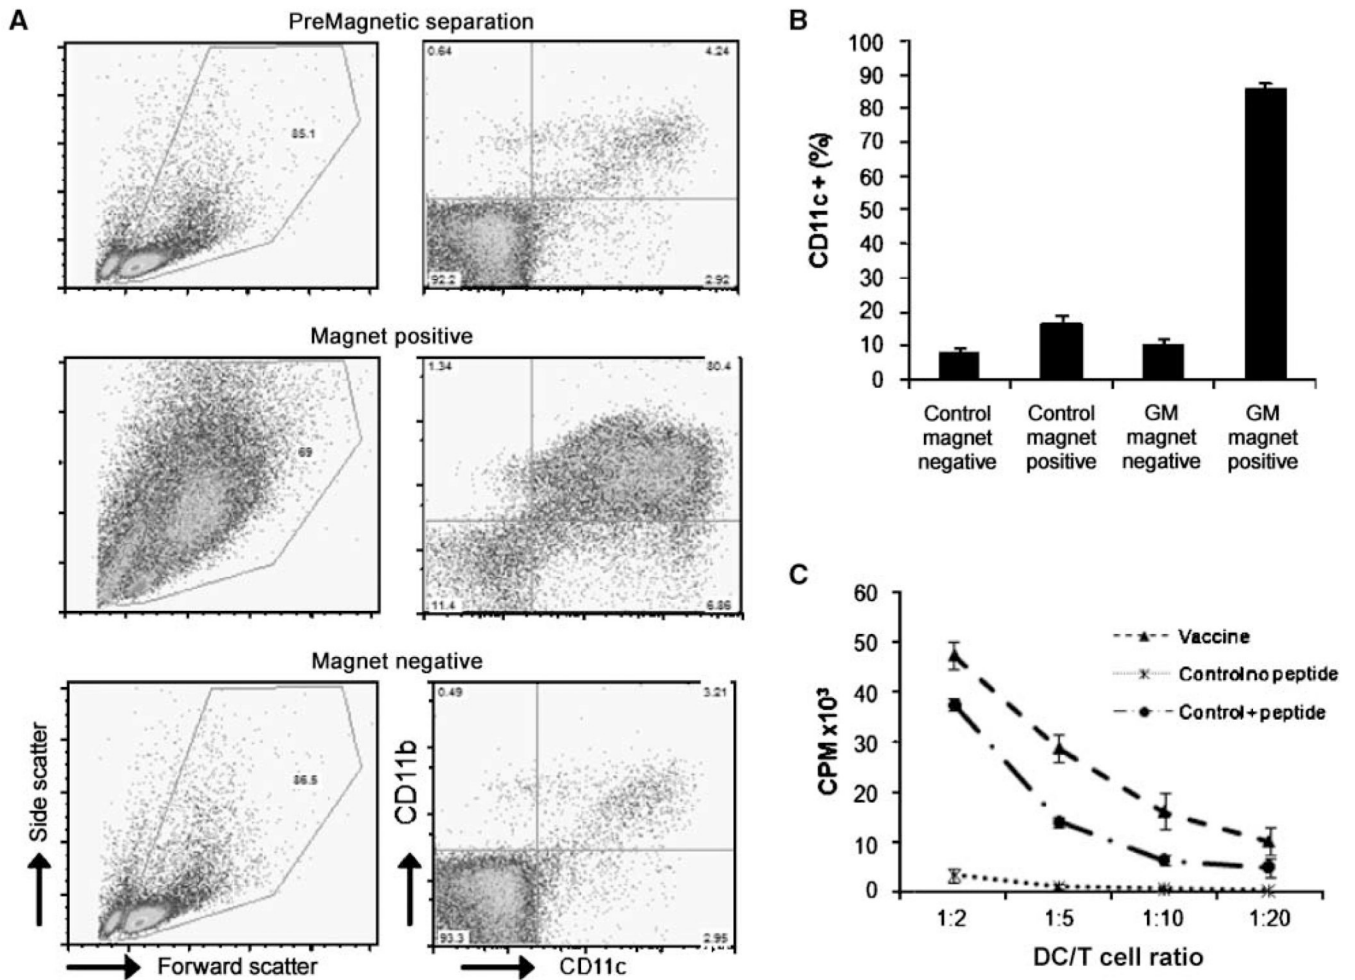 A
PreMagnetic separation
85.1
0.64
4.24
92.2
2.92
Magnet positive
69
1.34
80.4
11.4
6.86
Magnet negative
86.5
0.49
3.21
93.3
2.95
Side scatter
Forward scatter
CD11b
CD11c
B
CD11c + (%)
100
90
80
70
60
50
40
30
20
10
0
Control
magnet
negative
Control
magnet
positive
GM
magnet
negative
GM
magnet
positive
C
CPM x10³
60
50
40
30
20
10
0
Vaccine
Control no peptide
Control + peptide
1:2
1:5
1:10
1:20
DC/T cell ratio